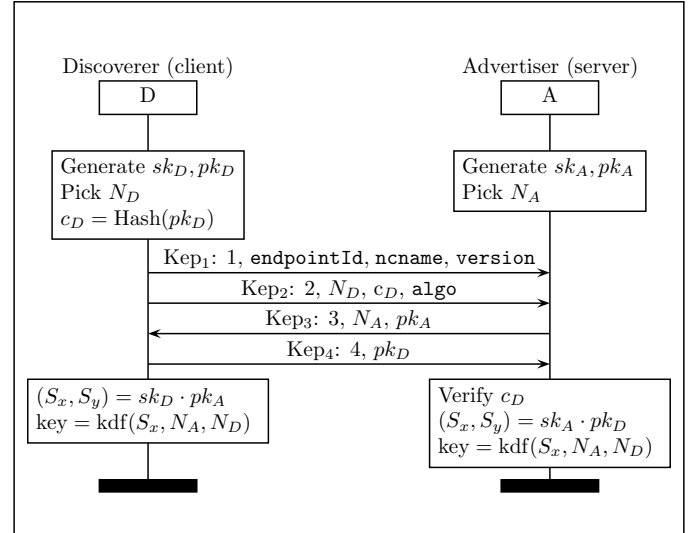 Discoverer (client)
Advertiser (server)
D
A
Generate sk_D, pk_D
Pick N_D
c_D = Hash(pk_D)
Generate sk_A, pk_A
Pick N_A
Kep_1: 1, endpointId, ncname, version
Kep_2: 2, N_D, c_D, algo
Kep_3: 3, N_A, pk_A
Kep_4: 4, pk_D
(S_x, S_y) = sk_D · pk_A
key = kdf(S_x, N_A, N_D)
Verify c_D
(S_x, S_y) = sk_A · pk_D
key = kdf(S_x, N_A, N_D)